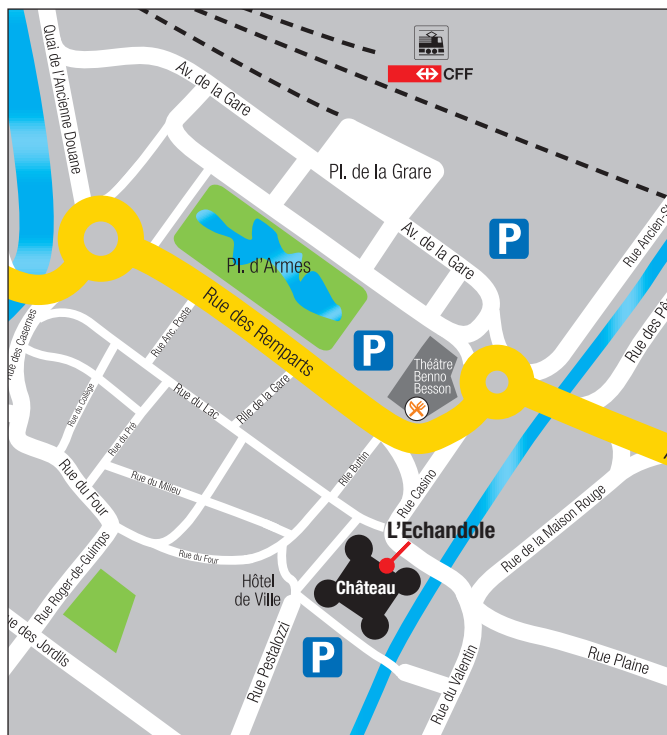 Quai de l'Ancienne Douane
Av. de la Gare
CFF
Pl. de la Grare
P
Av. de la Gare
Rue Ancien-St
Pl. d'Armes
Rue des Remparts
P
Théâtre
Benno
Besson
Rue des Pê
Rue des Casernes
Rue Anc. Poste
Rue du Lac
Rlle de la Gare
Rue du Collège
Rue du Pré
Rue du Milieu
Rlle Buttin
Rue Casino
Rue du Four
Rue du Four
L'Echandole
Château
Rue de la Maison Rouge
Hôtel
de Ville
Rue Roger-de-Guimps
ue des Jordils
Rue Pestalozzi
P
Rue du Valentin
Rue Plaine